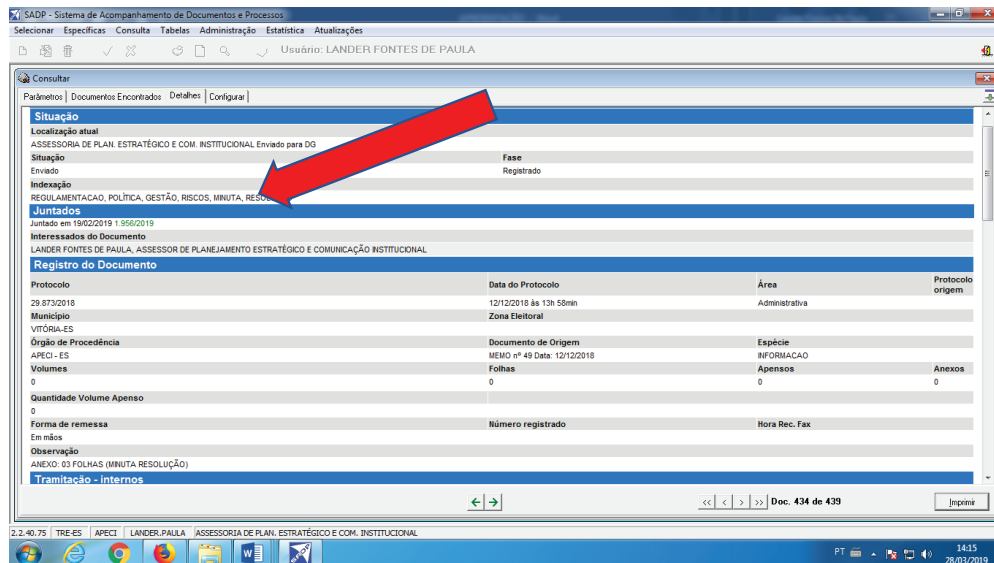 SADP - Sistema de Acompanhamento de Documentos e Processos
Selecionar Específicas Consulta Tabelas Administração Estatística Atualizações
Usuário: LANDER FONTES DE PAULA
Consultar
Parâmetros Documentos Encontrados Detalhes Configurar
Situação
Localização atual
ASSESSORIA DE PLAN. ESTRATÉGICO E COM. INSTITUCIONAL Enviado para DG
Situação Fase
Enviado Registrado
Indexação
REGULAMENTACAO, POLÍTICA, GESTÃO, RISCOS, MINUTA,
Juntados
Juntado em 19/02/2019 1.956/2019
Interessados do Documento
LANDER FONTES DE PAULA, ASSESSOR DE PLANEJAMENTO ESTRATÉGICO E COMUNICAÇÃO INSTITUCIONAL
Registro do Documento
Protocolo Data do Protocolo Área Protocolo origem
29.873/2018 12/12/2018 às 13h 58min Administrativa
Município Zona Eleitoral
VITÓRIA-ES
Órgão de Procedência Documento de Origem Espécie
APECI - ES MEMO nº 49 Data: 12/12/2018 INFORMACAO
Volumes Folhas Apensos Anexos
0 0 0 0
Quantidade Volume Apenso
0
Forma de remessa Número registrado Hora Rec. Fax
Em mãos
Observação
ANEXO: 03 FOLHAS (MINUTA RESOLUÇÃO)
Tramitação - internos
<< < > >> Doc. 434 de 439 Imprimir
2.2.40.75 TRE-ES APECI LANDER.PAULA ASSESSORIA DE PLAN. ESTRATÉGICO E COM. INSTITUCIONAL
PT 14:15
28/03/2019